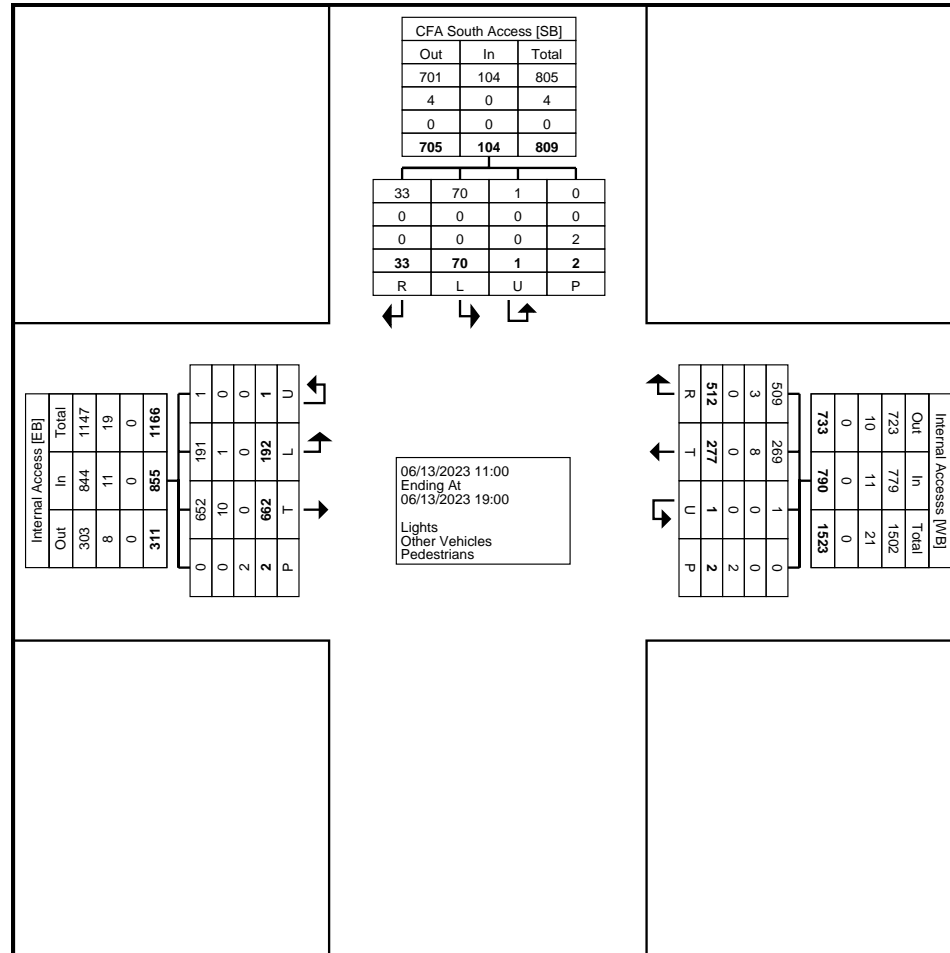 CFA South Access [SB]
Out In Total
701 104 805
4 0 4
0 0 0
705 104 809
33 70 1 0
0 0 0 0
0 0 0 2
33 70 1 2
R L U P
Internal Access [EB]
Out In Total
303 844 1147
8 11 19
0 0 0
311 855 1166
0 652 191 1
0 10 1 0
2 0 0 0
2 662 192 1
P T L U
06/13/2023 11:00
Ending At
06/13/2023 19:00
Lights
Other Vehicles
Pedestrians
Internal Accesss [WB]
Out In Total
723 779 1502
10 11 21
0 0 0
733 790 1523
509 269 1 0
3 8 0 0
0 0 0 2
512 277 1 2
R T U P